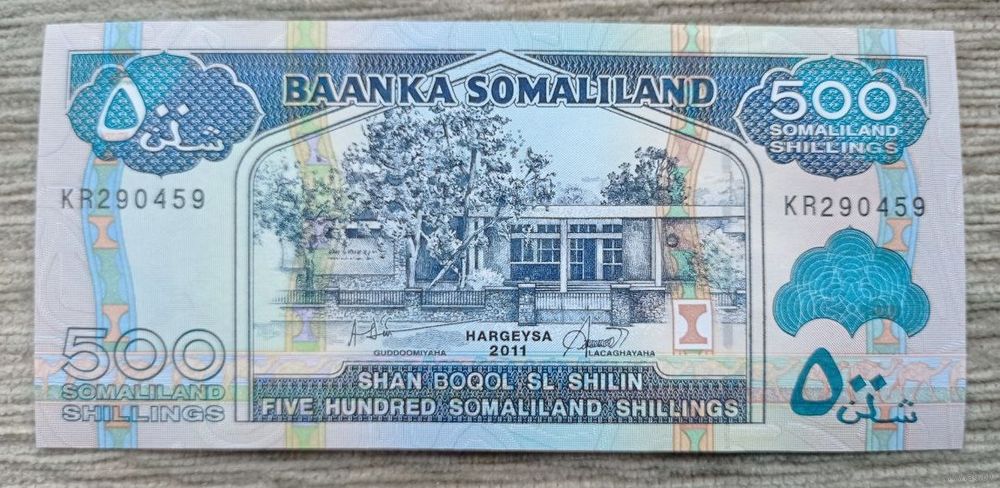 BAANKA SOMALILAND
٥٠٠
شلن
500
SOMALILAND
SHILLINGS
KR290459
KR290459
HARGEYSA
2011
GUDDOOMIYAHA
LACAGHAYAHA
500
SOMALILAND
SHILLINGS
SHAN BOQOL SL SHILIN
FIVE HUNDRED SOMALILAND SHILLINGS
٥٠٠
شلن